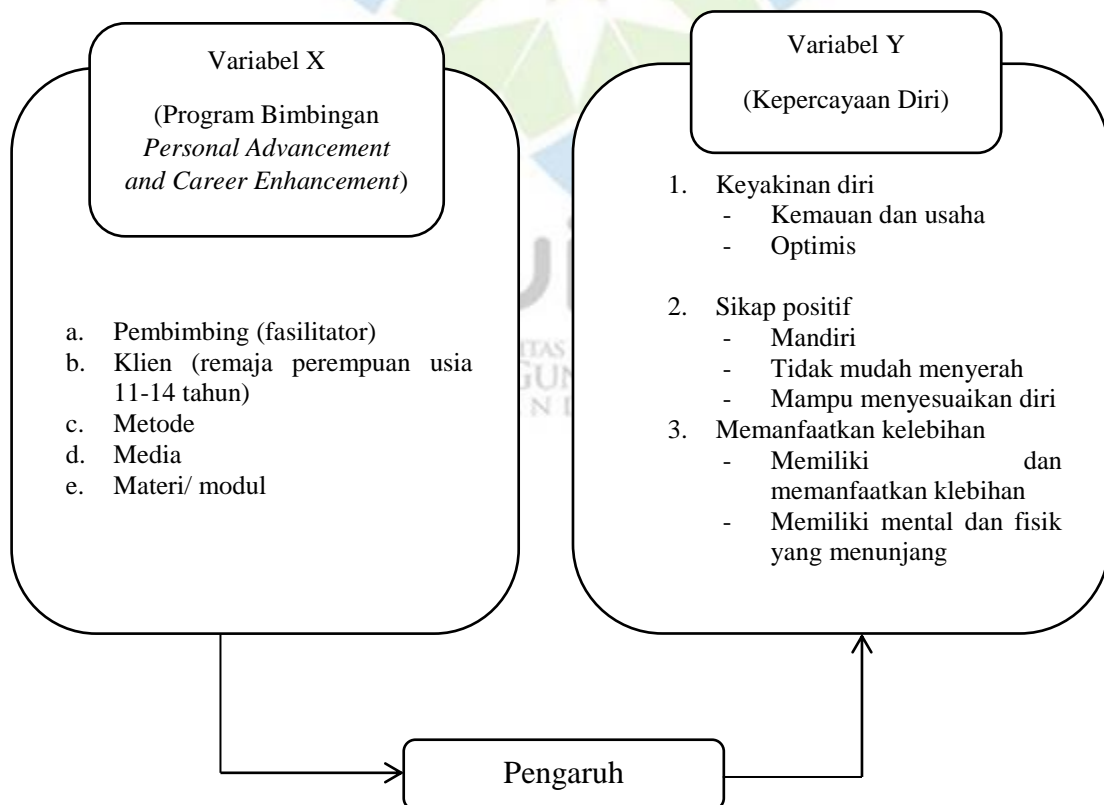 Variabel X
(Program Bimbingan
Personal Advancement
and Career Enhancement)
a. Pembimbing (fasilitator)
b. Klien (remaja perempuan usia
11-14 tahun)
c. Metode
d. Media
e. Materi/ modul
Variabel Y
(Kepercayaan Diri)
1. Keyakinan diri
- Kemauan dan usaha
- Optimis
2. Sikap positif
- Mandiri
- Tidak mudah menyerah
- Mampu menyesuaikan diri
3. Memanfaatkan kelebihan
- Memiliki dan
memanfaatkan klebihan
- Memiliki mental dan fisik
yang menunjang
Pengaruh